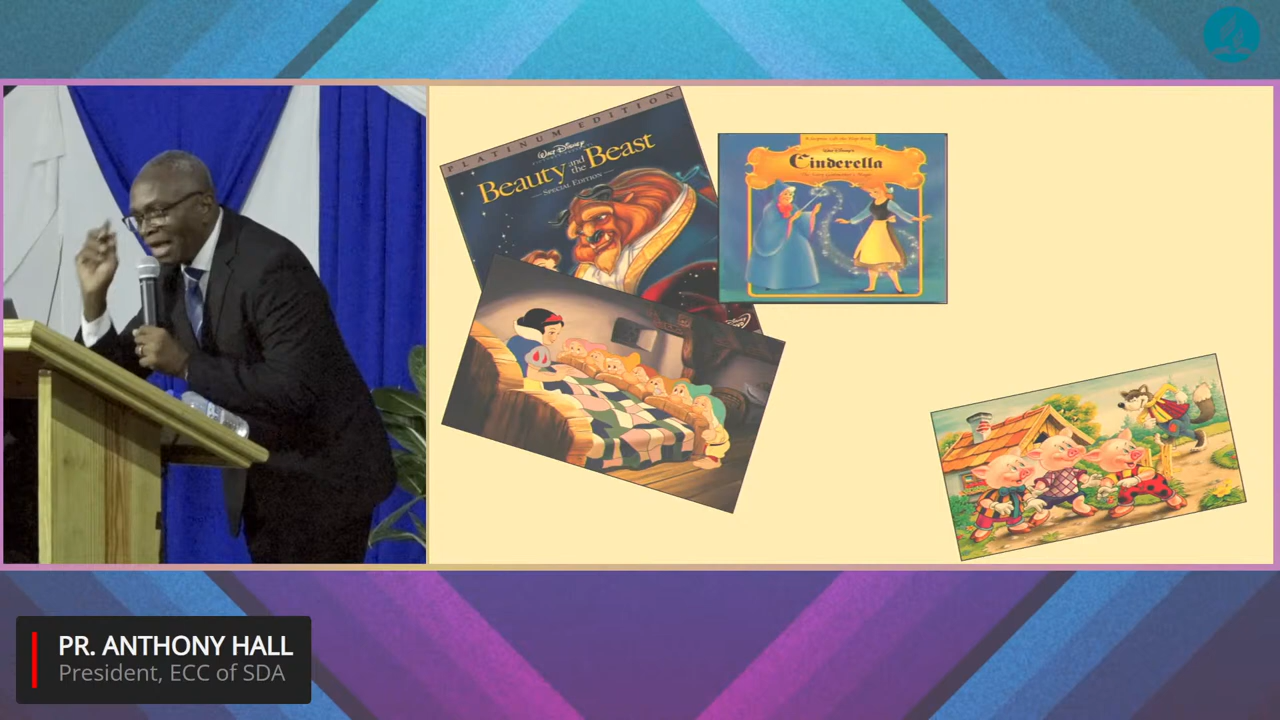 PLATINUM EDITION
Walt Disney
Beauty and the Beast
SPECIAL EDITION
Walt Disney's
Cinderella
PR. ANTHONY HALL
President, ECC of SDA